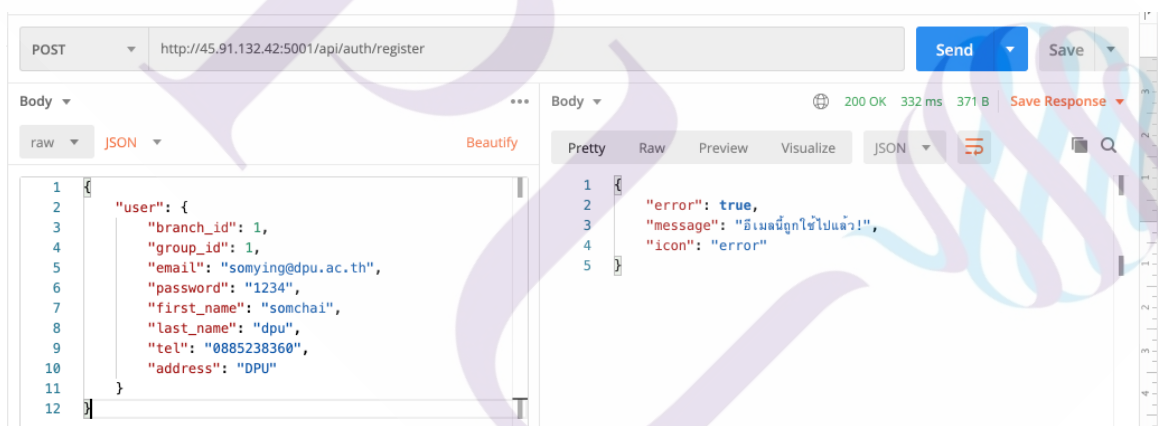 POST http://45.91.132.42:5001/api/auth/register Send Save
Body ••• Body 200 OK 332 ms 371 B Save Response
raw JSON Beautify Pretty Raw Preview Visualize JSON
1 {
2 "user": {
3 "branch_id": 1,
4 "group_id": 1,
5 "email": "somying@dpu.ac.th",
6 "password": "1234",
7 "first_name": "somchai",
8 "last_name": "dpu",
9 "tel": "0885238360",
10 "address": "DPU"
11 }
12 }
1 {
2 "error": true,
3 "message": "อีเมลนี้ถูกใช้ไปแล้ว!",
4 "icon": "error"
5 }